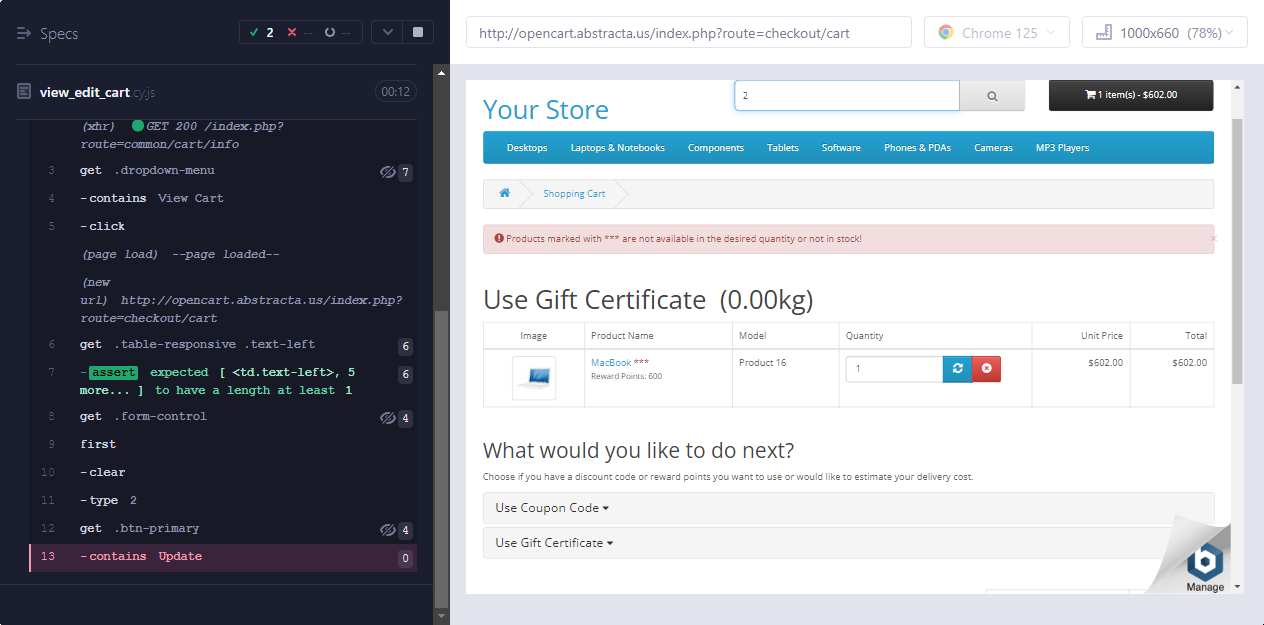 Specs
2
--
--
view_edit_cart.cy.js
00:12
(xhr) GET 200 /index.php?
route=common/cart/info
3 get .dropdown-menu 7
4 -contains View Cart
5 -click
(page load) --page loaded--
(new
url) http://opencart.abstracta.us/index.php?
route=checkout/cart
6 get .table-responsive .text-left 6
7 -assert expected [ <td.text-left>, 5 6
more... ] to have a length at least 1
8 get .form-control 4
9 first
10 -clear
11 -type 2
12 get .btn-primary 4
13 -contains Update 0
http://opencart.abstracta.us/index.php?route=checkout/cart
Chrome 125
1000x660 (78%)
Your Store
2
1 item(s) - $602.00
Desktops Laptops & Notebooks Components Tablets Software Phones & PDAs Cameras MP3 Players
Shopping Cart
Products marked with *** are not available in the desired quantity or not in stock!
×
Use Gift Certificate (0.00kg)
Image Product Name Model Quantity Unit Price Total
MacBook *** Product 16 1 $602.00 $602.00
Reward Points: 600
What would you like to do next?
Choose if you have a discount code or reward points you want to use or would like to estimate your delivery cost.
Use Coupon Code
Use Gift Certificate
Manage